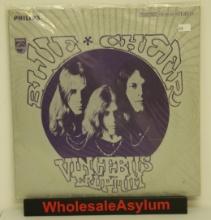 PHILIPS
BLUE * CHEER
VINCEBUS
ERUPTUM
WholesaleAsylum